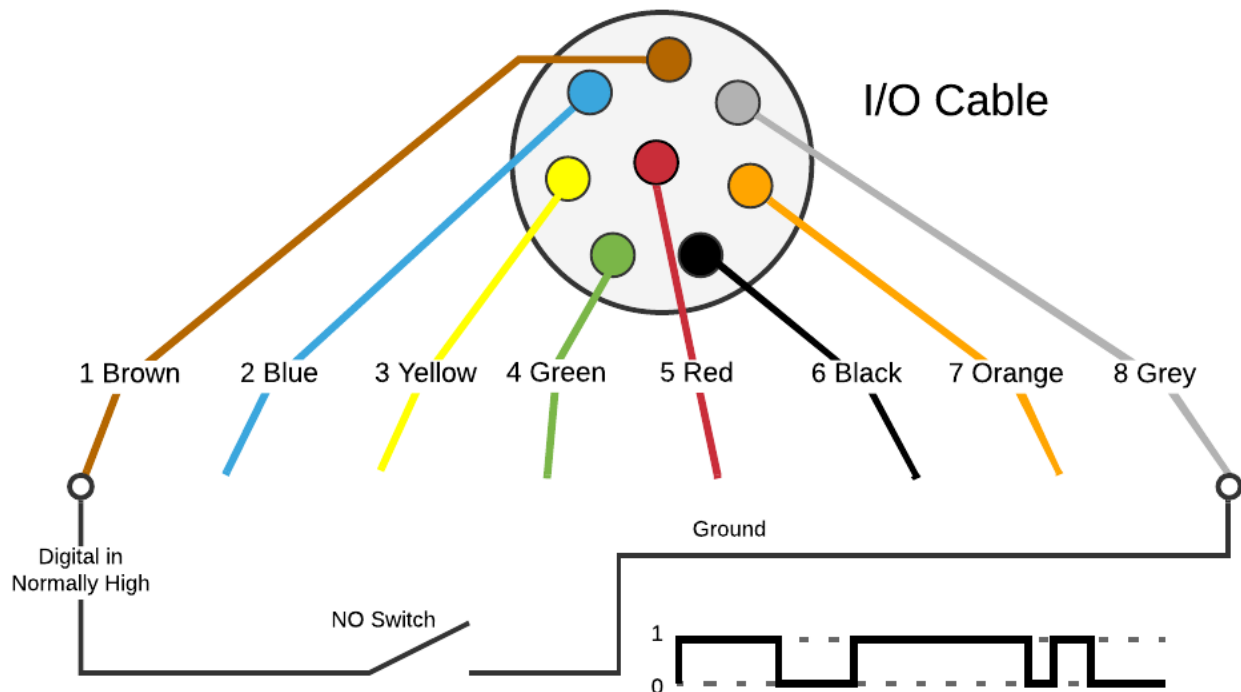 I/O Cable
1 Brown
2 Blue
3 Yellow
4 Green
5 Red
6 Black
7 Orange
8 Grey
Ground
Digital in
Normally High
NO Switch
1
0